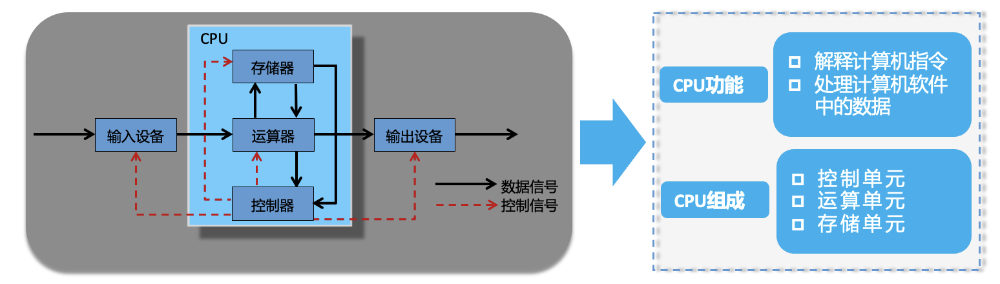 CPU
存储器
输入设备
运算器
输出设备
控制器
数据信号
控制信号
CPU功能
解释计算机指令
处理计算机软件
中的数据
CPU组成
控制单元
运算单元
存储单元